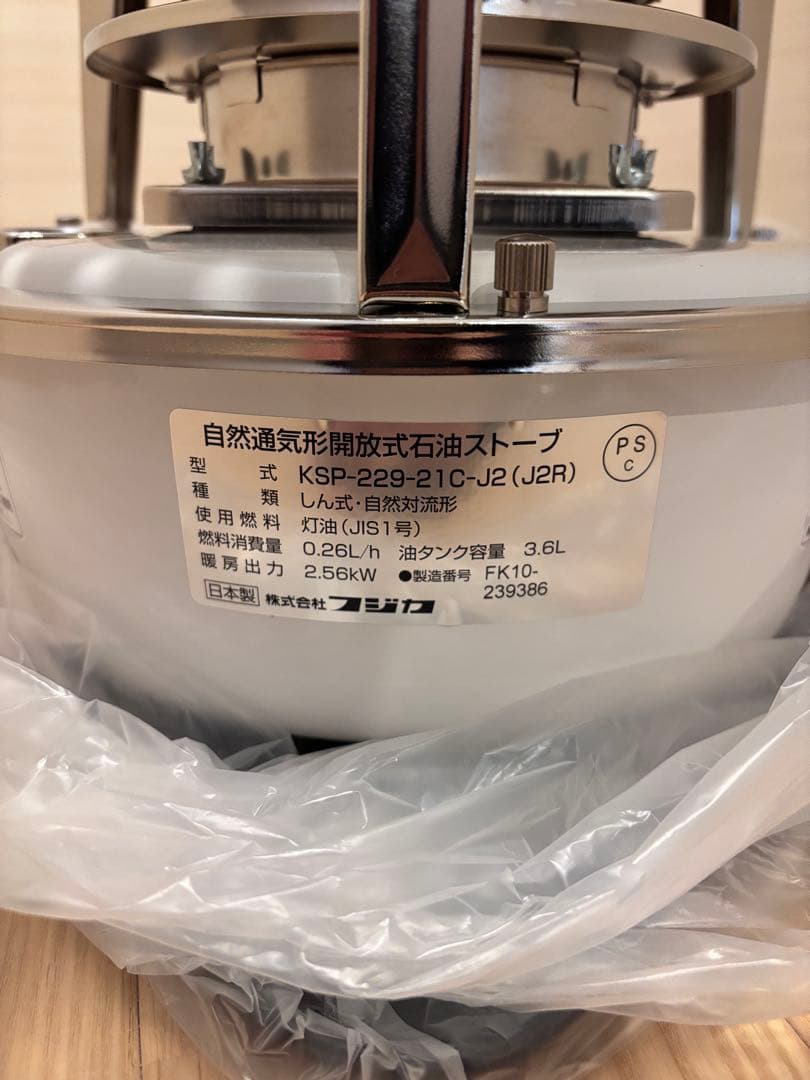 自然通気形開放式石油ストーブ
PSC
型 式 KSP-229-21C-J2(J2R)
種 類 しん式・自然対流形
使用燃料 灯油(JIS1号)
燃料消費量 0.26L/h 油タンク容量 3.6L
暖房出力 2.56kW ●製造番号 FK10-239386
日本製 株式会社フジカ